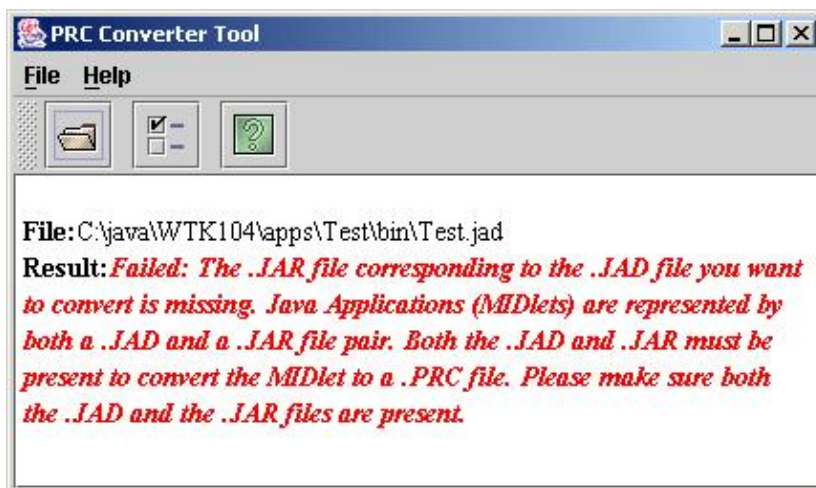 PRC Converter Tool
File Help
File:C:\java\WTK104\apps\Test\bin\Test.jad
Result:Failed: The .JAR file corresponding to the .JAD file you want
to convert is missing. Java Applications (MIDlets) are represented by
both a .JAD and a .JAR file pair. Both the .JAD and .JAR must be
present to convert the MIDlet to a .PRC file. Please make sure both
the .JAD and the .JAR files are present.